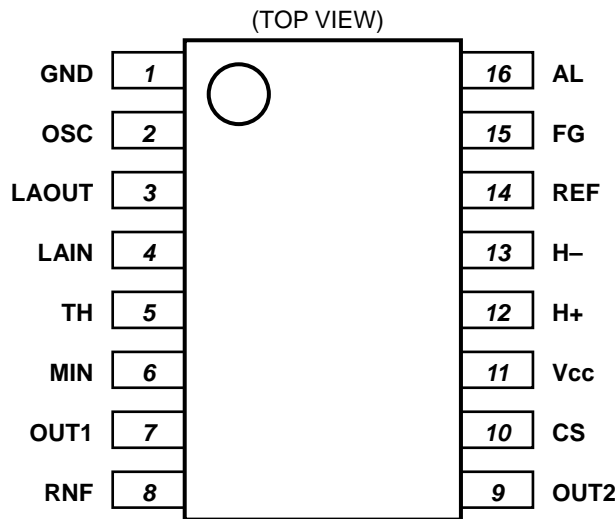 (TOP VIEW)
GND 1 16 AL
OSC 2 15 FG
LAOUT 3 14 REF
LAIN 4 13 H–
TH 5 12 H+
MIN 6 11 Vcc
OUT1 7 10 CS
RNF 8 9 OUT2